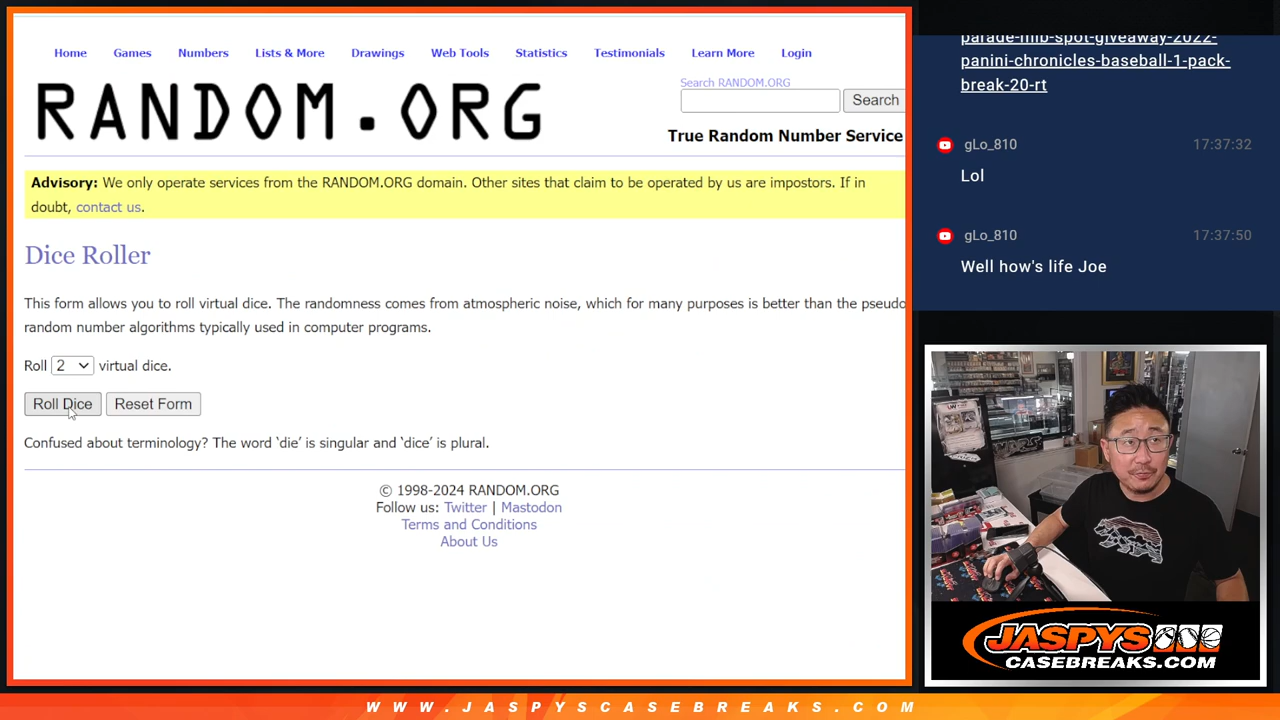 Home Games Numbers Lists & More Drawings Web Tools Statistics Testimonials Learn More Login
RANDOM.ORG
Search RANDOM.ORG
Search
True Random Number Service
Advisory: We only operate services from the RANDOM.ORG domain. Other sites that claim to be operated by us are impostors. If in
doubt, contact us.
Dice Roller
This form allows you to roll virtual dice. The randomness comes from atmospheric noise, which for many purposes is better than the pseudo
random number algorithms typically used in computer programs.
Roll 2 virtual dice.
Roll Dice Reset Form
Confused about terminology? The word ‘die’ is singular and ‘dice’ is plural.
© 1998-2024 RANDOM.ORG
Follow us: Twitter | Mastodon
Terms and Conditions
About Us
parade-mlb-spot-giveaway-2022-
panini-chronicles-baseball-1-pack-
break-20-rt
gLo_810 17:37:32
Lol
gLo_810 17:37:50
Well how's life Joe
JASPYS
CASEBREAKS.COM
WWW.JASPYSCASEBREAKS.COM